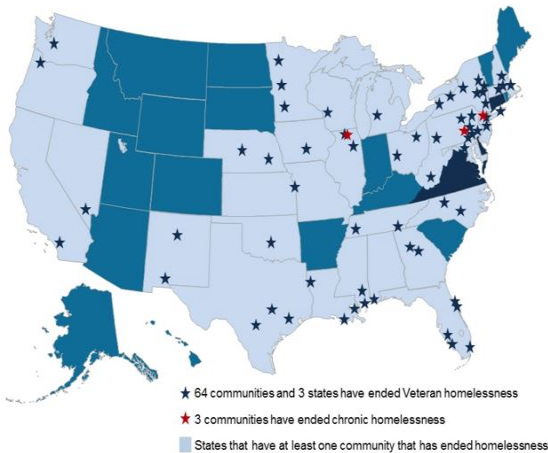 64 communities and 3 states have ended Veteran homelessness
3 communities have ended chronic homelessness
States that have at least one community that has ended homelessness